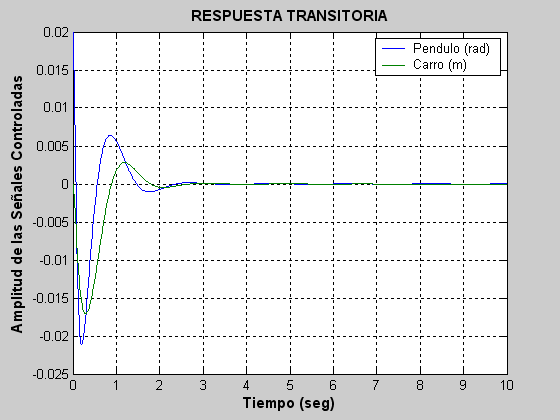 RESPUESTA TRANSITORIA
Pendulo (rad)
Carro (m)
Amplitud de las Señales Controladas
0.02
0.015
0.01
0.005
0
-0.005
-0.01
-0.015
-0.02
-0.025
0 1 2 3 4 5 6 7 8 9 10
Tiempo (seg)